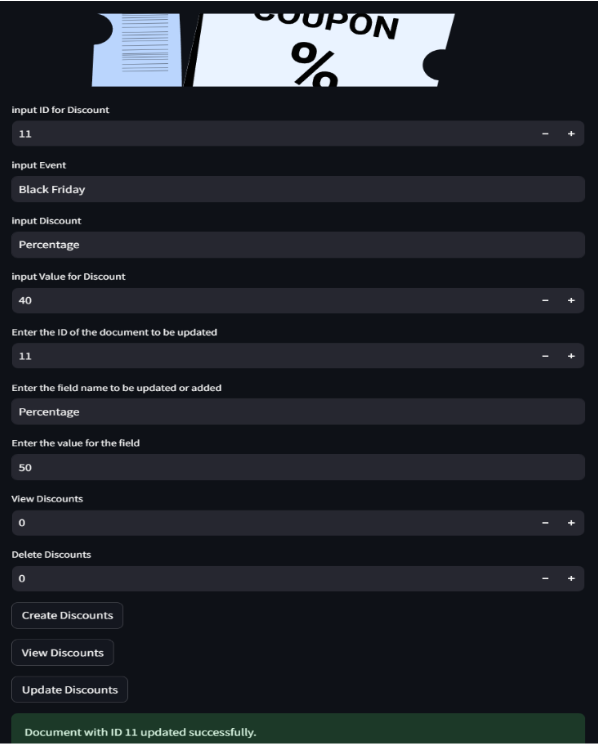 COUPON
%
input ID for Discount
11
− +
input Event
Black Friday
input Discount
Percentage
input Value for Discount
40
− +
Enter the ID of the document to be updated
11
− +
Enter the field name to be updated or added
Percentage
Enter the value for the field
50
View Discounts
0
− +
Delete Discounts
0
− +
Create Discounts
View Discounts
Update Discounts
Document with ID 11 updated successfully.